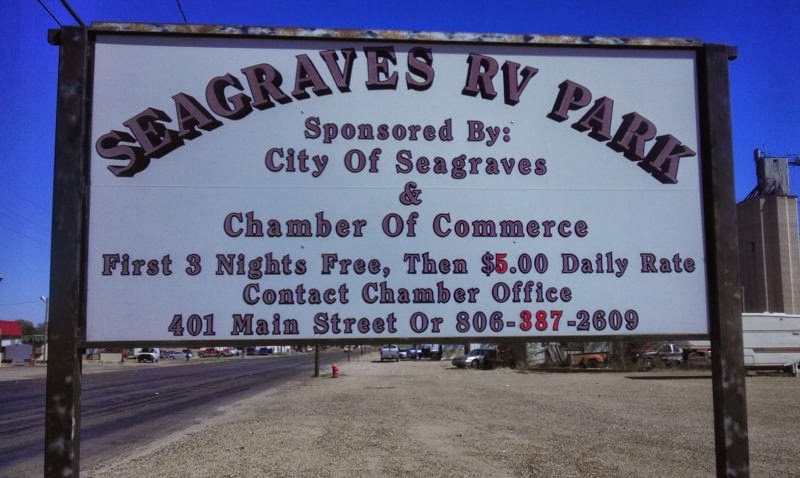 SEAGRAVES RV PARK
Sponsored By:
City Of Seagraves
&
Chamber Of Commerce
First 3 Nights Free, Then $5.00 Daily Rate
Contact Chamber Office
401 Main Street Or 806-387-2609